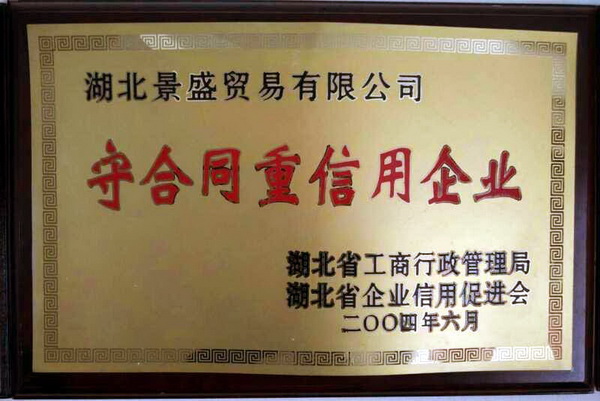 湖北景盛贸易有限公司
守合同重信用企业
湖北省工商行政管理局
湖北省企业信用促进会
二〇〇四年六月